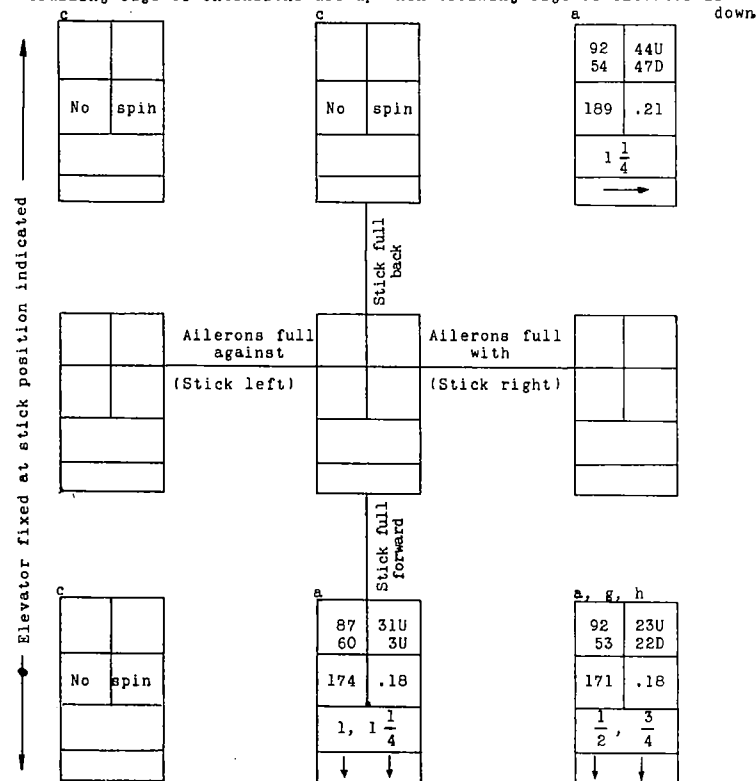 c
c
a
down
92 44U
54 47D
No spin
No spin
189 .21
1 1/4
Elevator fixed at stick position indicated
Stick full
back
Ailerons full
against
Ailerons full
with
(Stick left)
(Stick right)
Stick full
forward
c
a
a, g, h
87 31U
60 3U
92 23U
53 22D
No spin
174 .18
171 .18
1, 1 1/4
1/2, 3/4